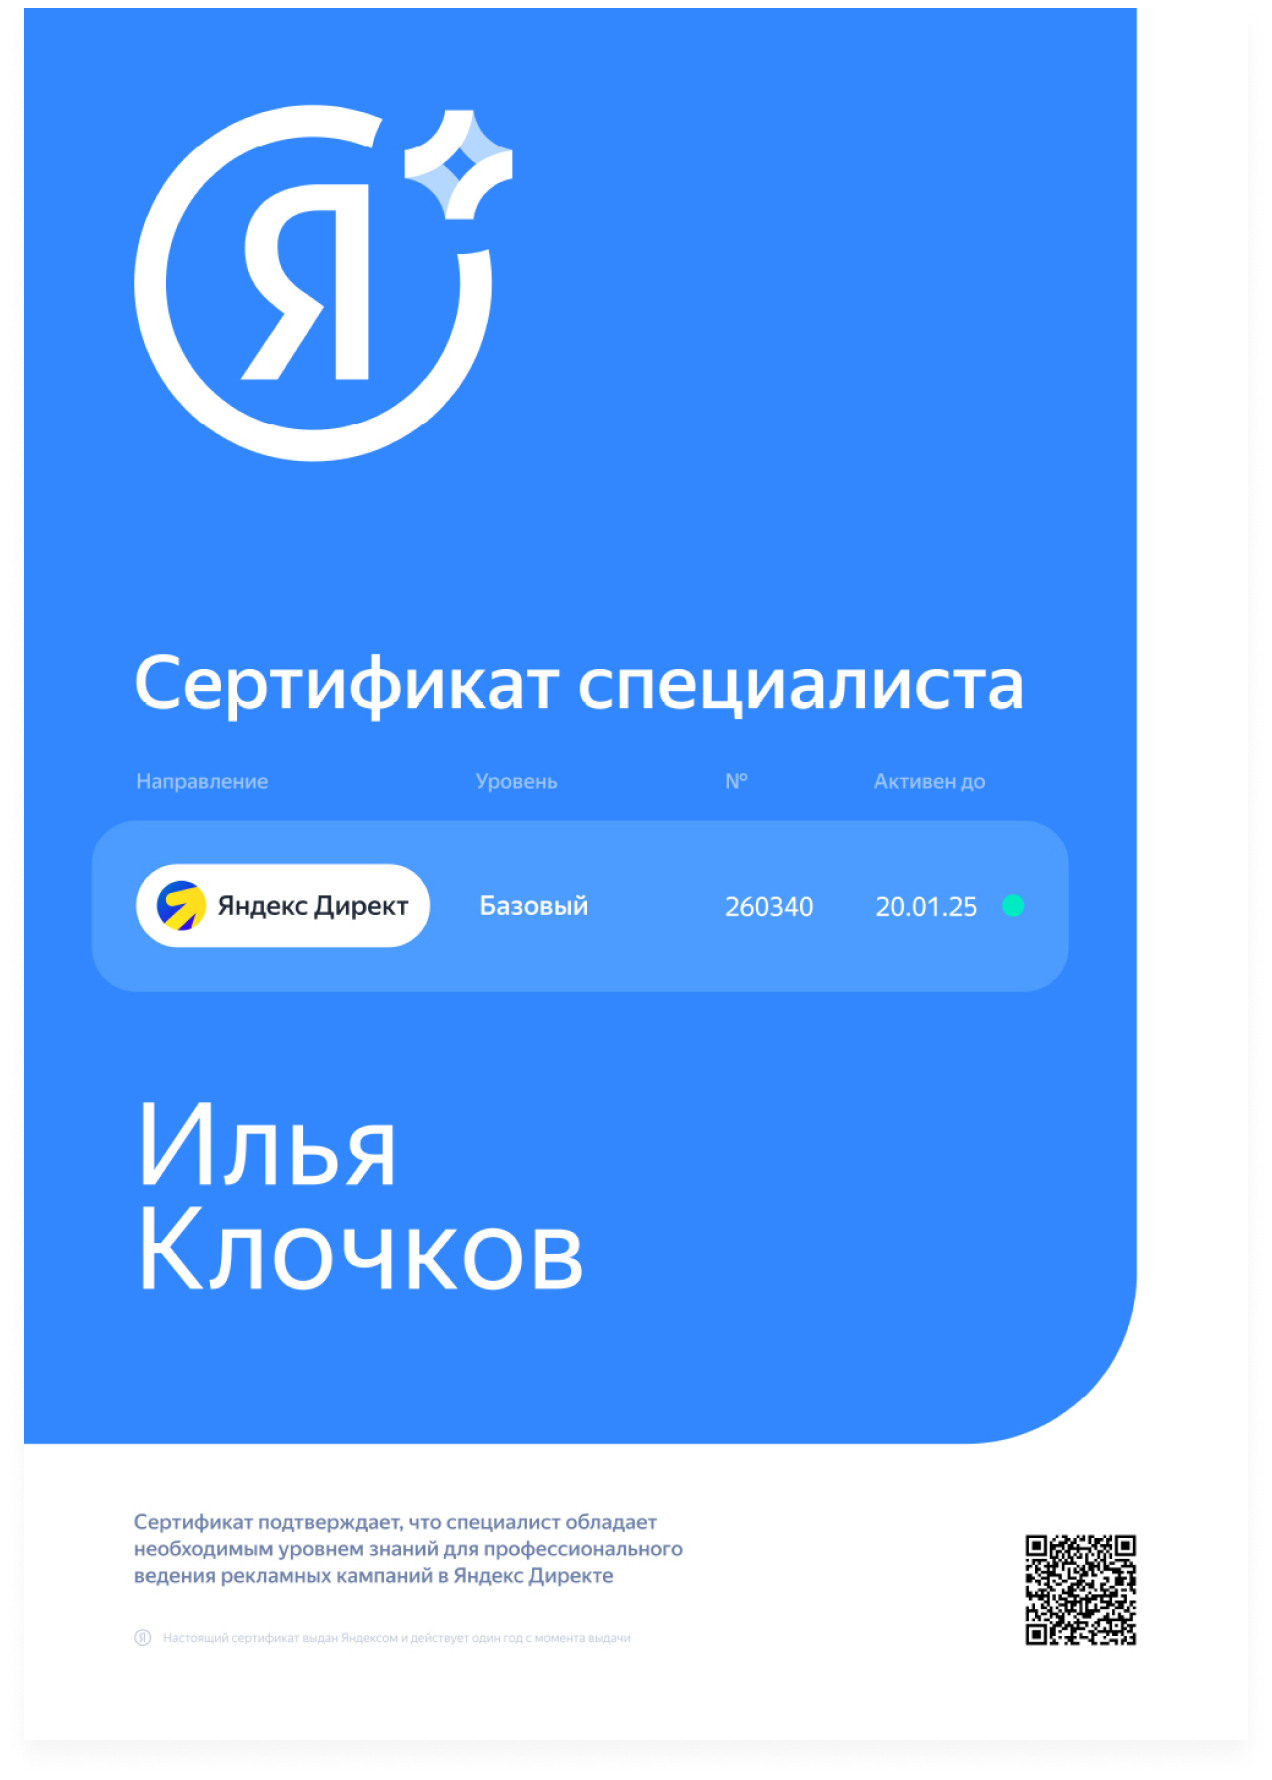 Я
Сертификат специалиста
Направление Уровень № Активен до
Яндекс Директ Базовый 260340 20.01.25
Илья
Клочков
Сертификат подтверждает, что специалист обладает
необходимым уровнем знаний для профессионального
ведения рекламных кампаний в Яндекс Директе
Я Настоящий сертификат выдан Яндексом и действует один год с момента выдачи